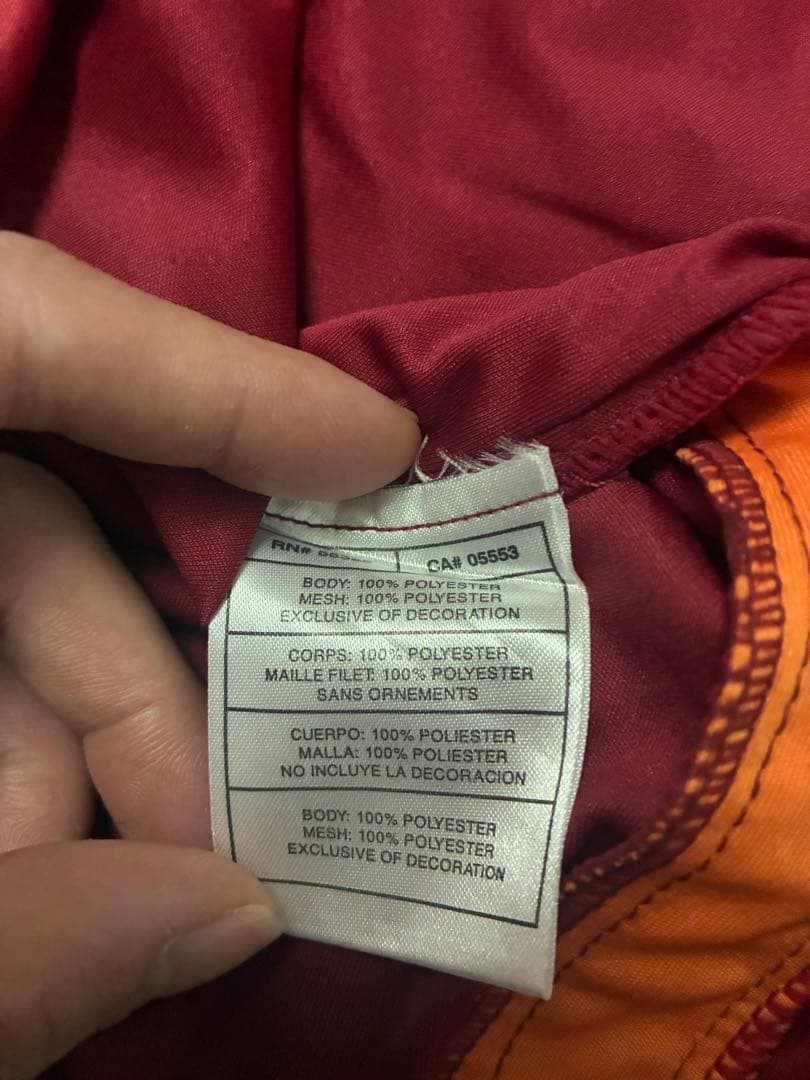 RN# CA# 05553
BODY: 100% POLYESTER
MESH: 100% POLYESTER
EXCLUSIVE OF DECORATION
CORPS: 100% POLYESTER
MAILLE FILET: 100% POLYESTER
SANS ORNEMENTS
CUERPO: 100% POLIESTER
MALLA: 100% POLIESTER
NO INCLUYE LA DECORACION
BODY: 100% POLYESTER
MESH: 100% POLYESTER
EXCLUSIVE OF DECORATION